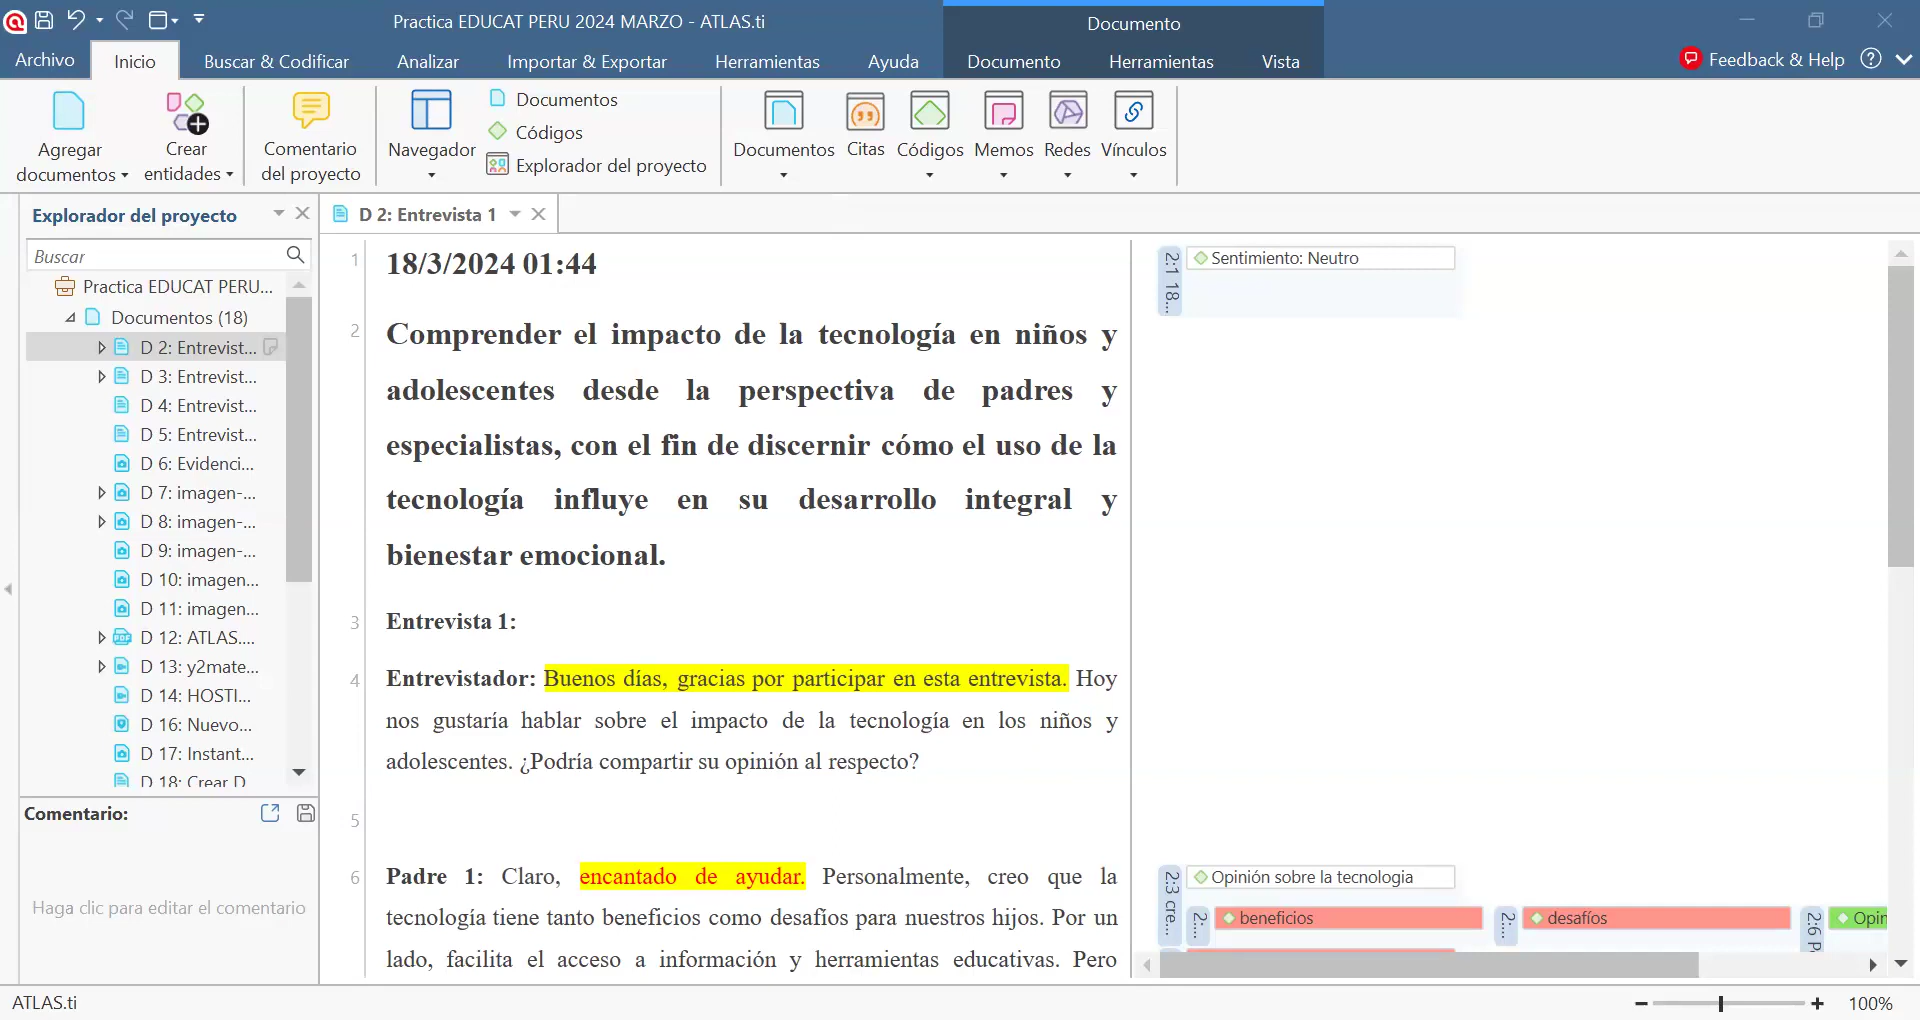 Practica EDUCAT PERU 2024 MARZO - ATLAS.ti
Documento
Archivo
Inicio
Buscar & Codificar
Analizar
Importar & Exportar
Herramientas
Ayuda
Documento
Herramientas
Vista
Feedback & Help
Agregar documentos
Crear entidades
Comentario del proyecto
Navegador
Documentos
Códigos
Explorador del proyecto
Documentos
Citas
Códigos
Memos
Redes
Vínculos
Explorador del proyecto
Buscar
Practica EDUCAT PERU...
Documentos (18)
D 2: Entrevist...
D 3: Entrevist...
D 4: Entrevist...
D 5: Entrevist...
D 6: Evidenci...
D 7: imagen-...
D 8: imagen-...
D 9: imagen-...
D 10: imagen...
D 11: imagen...
D 12: ATLAS....
D 13: y2mate...
D 14: HOSTI...
D 16: Nuevo...
D 17: Instant...
D 18: Crear D
Comentario:
Haga clic para editar el comentario
D 2: Entrevista 1
1 18/3/2024 01:44
2 Comprender el impacto de la tecnología en niños y
adolescentes desde la perspectiva de padres y
especialistas, con el fin de discernir cómo el uso de la
tecnología influye en su desarrollo integral y
bienestar emocional.
3 Entrevista 1:
4 Entrevistador: Buenos días, gracias por participar en esta entrevista. Hoy
nos gustaría hablar sobre el impacto de la tecnología en los niños y
adolescentes. ¿Podría compartir su opinión al respecto?
5
6 Padre 1: Claro, encantado de ayudar. Personalmente, creo que la
tecnología tiene tanto beneficios como desafíos para nuestros hijos. Por un
lado, facilita el acceso a información y herramientas educativas. Pero
2:1 18...
Sentimiento: Neutro
2:3 cre...
Opinión sobre la tecnologia
2:...
beneficios
2:...
desafíos
2:6 P
Opin
ATLAS.ti
100%